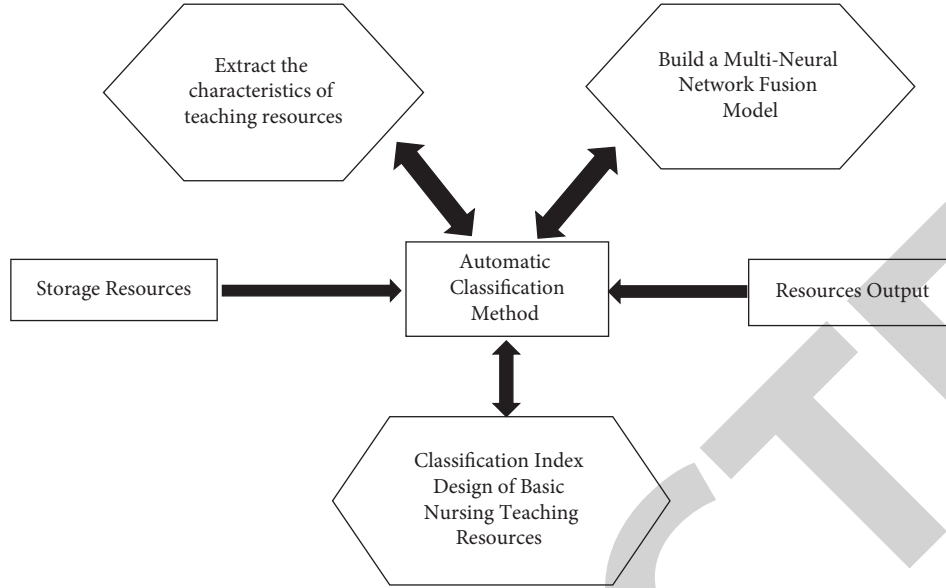 Extract the
characteristics of
teaching resources
Build a Multi-Neural
Network Fusion
Model
Storage Resources
Automatic
Classification
Method
Resources Output
Classification Index
Design of Basic
Nursing Teaching
Resources
CTE